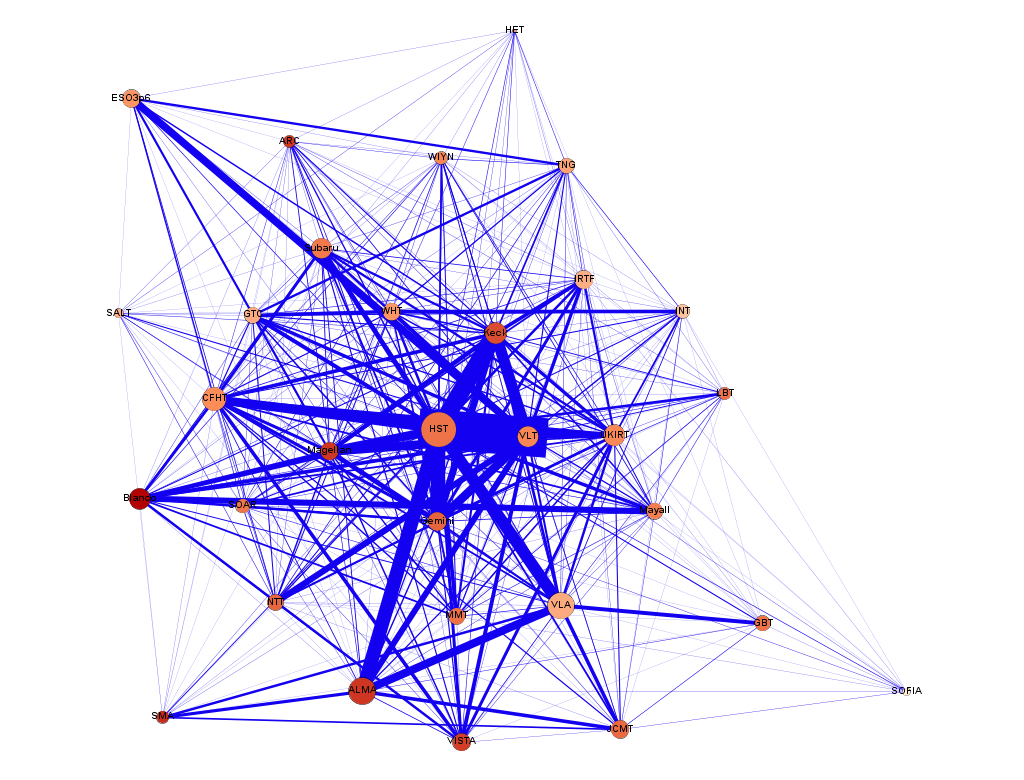 HET
ESO3p6
ARC
WIYN
TNG
Subaru
IRTF
SALT
GTC
WHT
INT
Keck
LBT
CFHT
HST
VLT
UKIRT
Magellan
Blanco
SOAR
Mayall
Gemini
NTT
VLA
MMT
GBT
ALMA
SOFIA
SMA
JCMT
VISTA